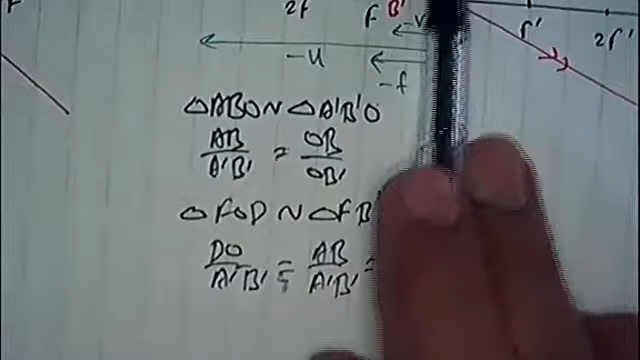 2f F B' F' 2F'
-v
-u
-f
△ABO ~ △A'B'O
AB/A'B' = OB/OB'
△FOD ~ △FB'
DO/A'B' = AB/A'B' =